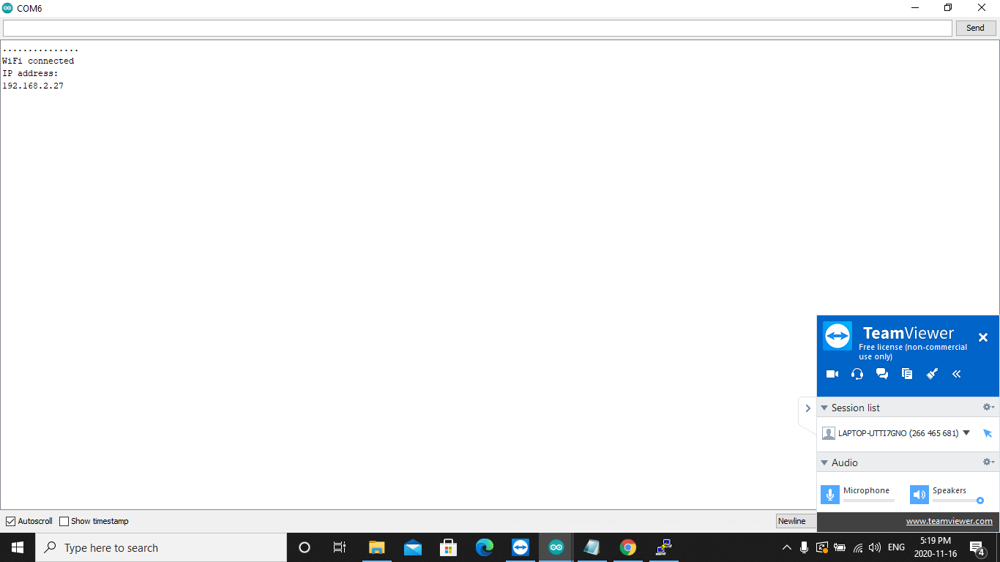 COM6
Send
...............
WiFi connected
IP address:
192.168.2.27
TeamViewer
Free license (non-commercial
use only)
Session list
LAPTOP-UTTI7GNO (266 465 681)
Audio
Microphone
Speakers
www.teamviewer.com
Autoscroll
Show timestamp
Newline
Type here to search
ENG
5:19 PM
2020-11-16
4